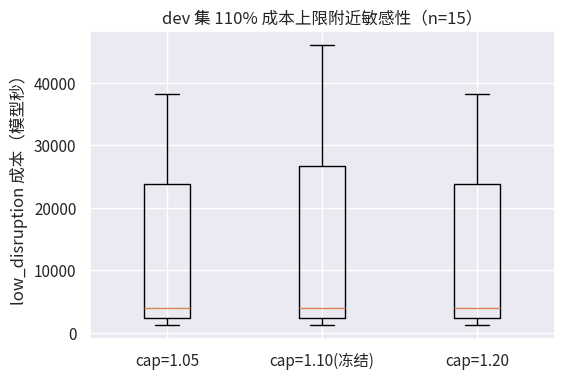 dev 集 110% 成本上限附近敏感性（n=15）
low_disruption 成本（模型秒）
40000
30000
20000
10000
0
cap=1.05
cap=1.10(冻结)
cap=1.20